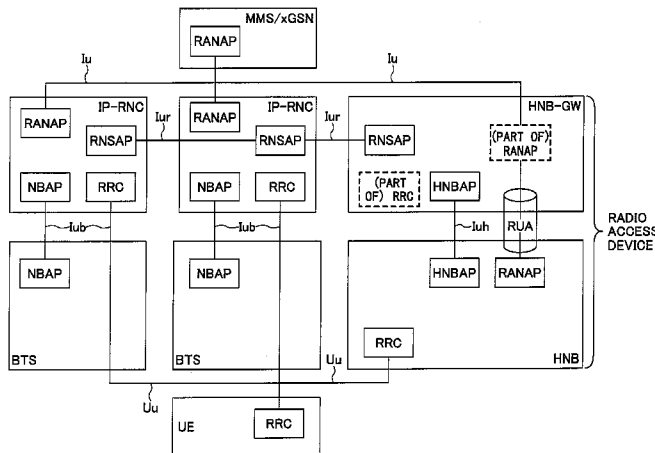 MMS/xGSN
RANAP
Iu
Iu
IP-RNC
RANAP
RNSAP
NBAP
RRC
Iur
IP-RNC
RANAP
RNSAP
NBAP
RRC
Iur
HNB-GW
RNSAP
(PART OF)
RANAP
(PART
OF) RRC
HNBAP
RUA
Iub
Iub
Iuh
RADIO
ACCESS
DEVICE
NBAP
BTS
NBAP
BTS
HNBAP
RANAP
RRC
HNB
Uu
Uu
UE
RRC